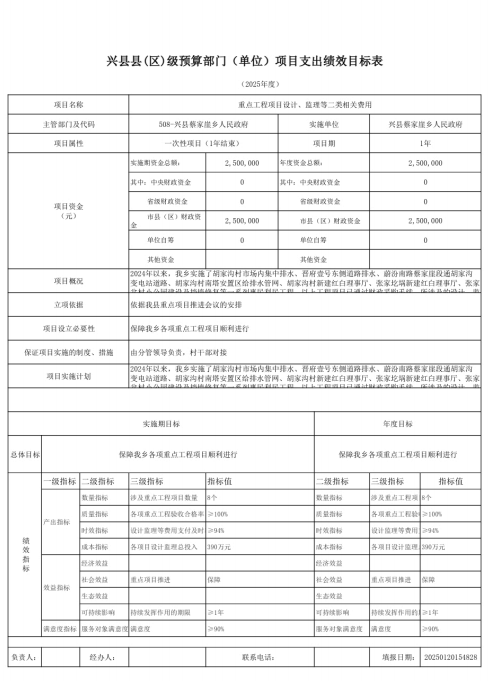 兴县县(区)级预算部门（单位）项目支出绩效目标表
（2025年度）
项目名称 重点工程项目设计、监理等二类相关费用
主管部门及代码 508-兴县蔡家崖乡人民政府 实施单位 兴县蔡家崖乡人民政府
项目属性 一次性项目（1年结束） 项目期 1年
项目资金
（元）
实施期资金总额： 2,500,000 年度资金总额： 2,500,000
其中：中央财政资金 0 其中：中央财政资金 0
省级财政资金 0 省级财政资金 0
市县（区）财政资金 2,500,000 市县（区）财政资金 2,500,000
单位自筹 0 单位自筹 0
其他资金 其他资金
项目概况
2024年以来，我乡实施了胡家沟村市场内集中排水、晋府壹号东侧道路排水、蔚汾南路蔡家崖段通胡家沟
变电站道路、胡家沟村南塔安置区给排水管网、胡家沟村新建红白理事厅、张家圪埚新建红白理事厅、张家
立项依据 依据我县重点项目推进会议的安排
项目设立必要性 保障我乡各项重点工程项目顺利进行
保证项目实施的制度、措施 由分管领导负责，村干部对接
项目实施计划
2024年以来，我乡实施了胡家沟村市场内集中排水、晋府壹号东侧道路排水、蔚汾南路蔡家崖段通胡家沟
变电站道路、胡家沟村南塔安置区给排水管网、胡家沟村新建红白理事厅、张家圪埚新建红白理事厅、张家
实施期目标 年度目标
总体目标 保障我乡各项重点工程项目顺利进行 保障我乡各项重点工程项目顺利进行
绩效指标
一级指标 二级指标 三级指标 指标值 二级指标 三级指标 指标值
产出指标
数量指标 涉及重点工程项目数量 8个 数量指标 涉及重点工程项 8个
质量指标 各项工程验收合格率 ≥100% 质量指标 各项工程验 ≥100%
时效指标 设计监理等费用支付及时 ≥94% 时效指标 设计监理等费用 ≥94%
成本指标 各项目设计监理总投入 390万元 成本指标 各项目设计监 390万元
效益指标
经济效益 经济效益
社会效益 重点项目推进 保障 社会效益 重点项目推进 保障
生态效益 生态效益
可持续影响 持续发挥作用的期限 ≥1年 可持续影响 持续发挥作用的 ≥1年
满意度指标 服务对象满意度 满意度 ≥90% 服务对象满意度 满意度 ≥90%
负责人： 经办人： 联系电话： 填报日期： 20250120154828